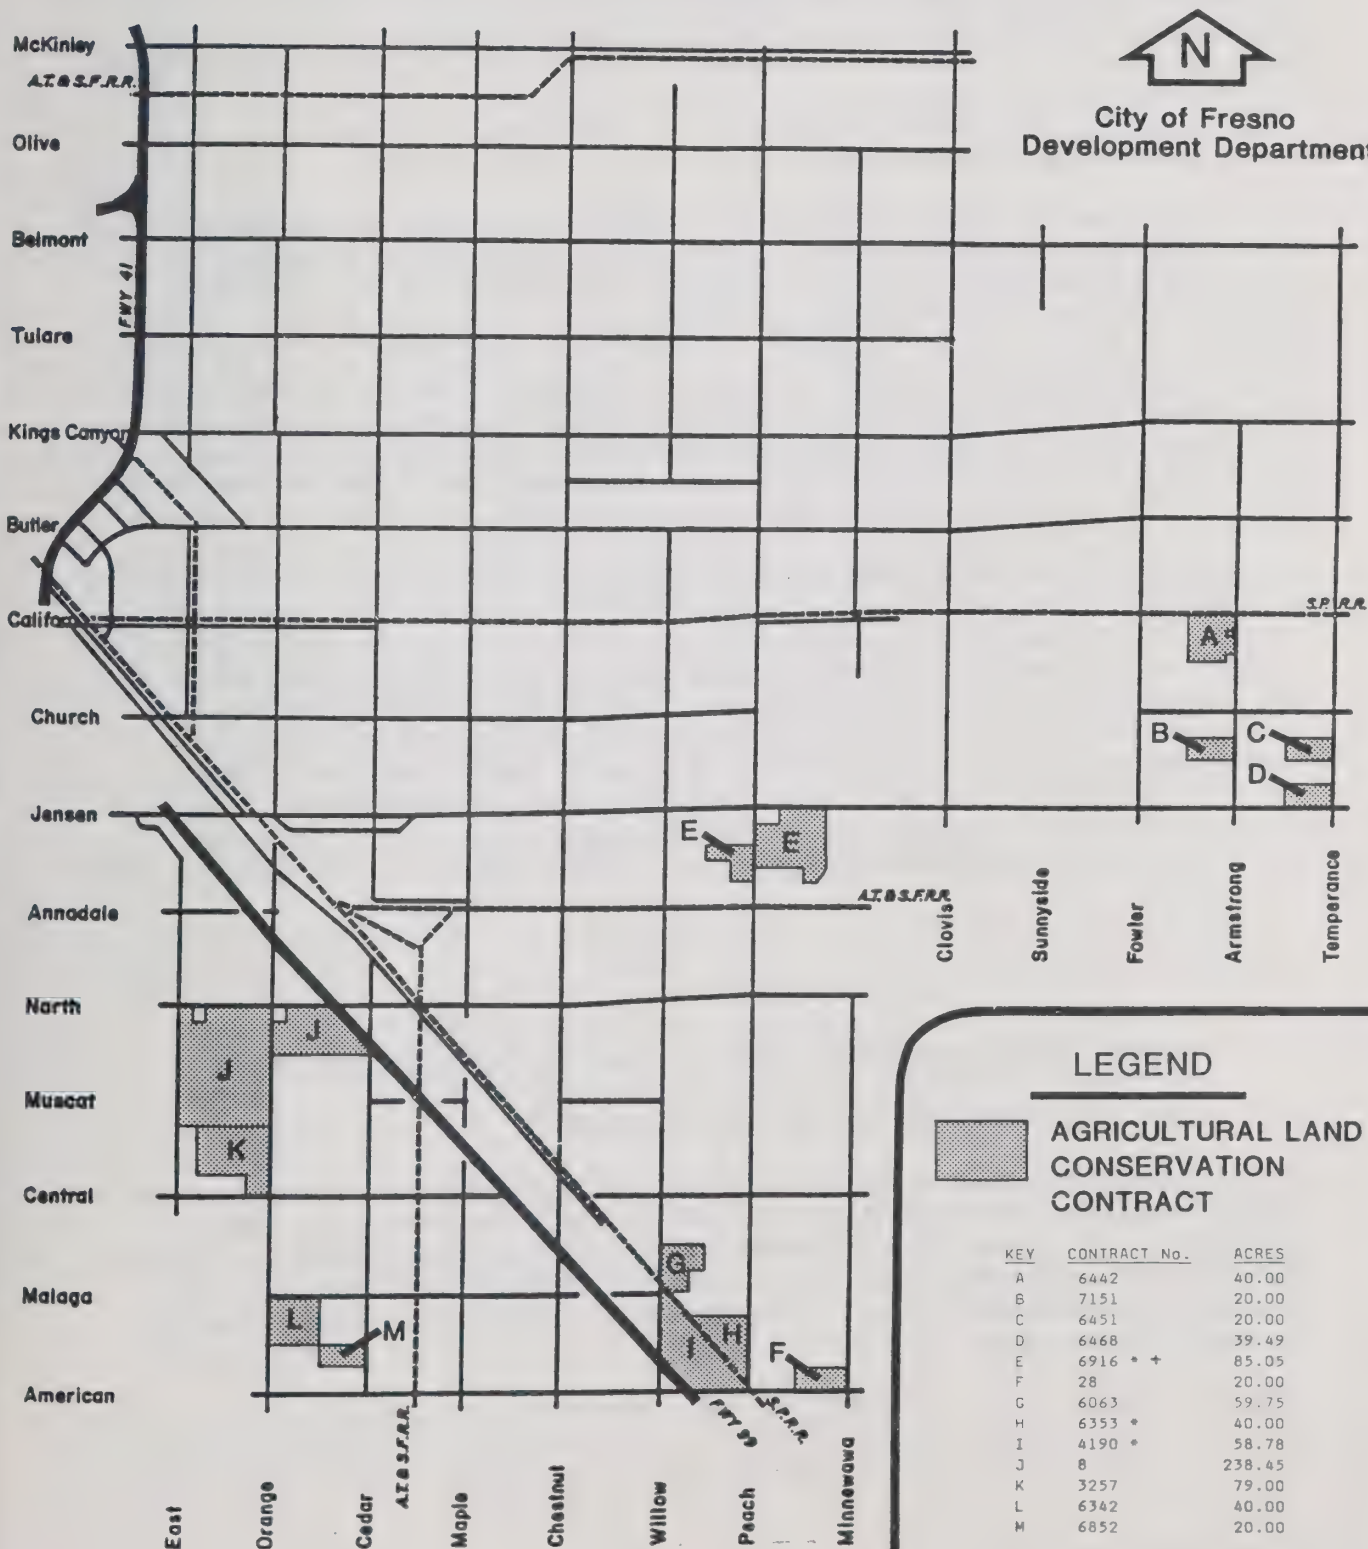 McKinley
A.T. & S.F. R.R.
Olive
Belmont
FWY 41
Tulare
Kings Canyon
Butler
Califor
Church
Jensen
Annadale
North
Muscat
Central
Malaga
American
N
City of Fresno
Development Department
S.P. R.R.
A
B
C
D
E
E
A.T. & S.F. R.R.
Clovis
Sunnyside
Fowler
Armstrong
Temperance
J
J
K
G
L
M
H
I
F
A.T. & S.F. R.R.
FWY 99
S.P. R.R.
East
Orange
Cedar
Maple
Chestnut
Willow
Peach
Minnewawa
LEGEND
AGRICULTURAL LAND
CONSERVATION
CONTRACT
KEY CONTRACT No. ACRES
A 6442 40.00
B 7151 20.00
C 6451 20.00
D 6468 39.49
E 6916 * + 85.05
F 28 20.00
G 6063 59.75
H 6353 * 40.00
I 4190 * 58.78
J 8 238.45
K 3257 79.00
L 6342 40.00
M 6852 20.00